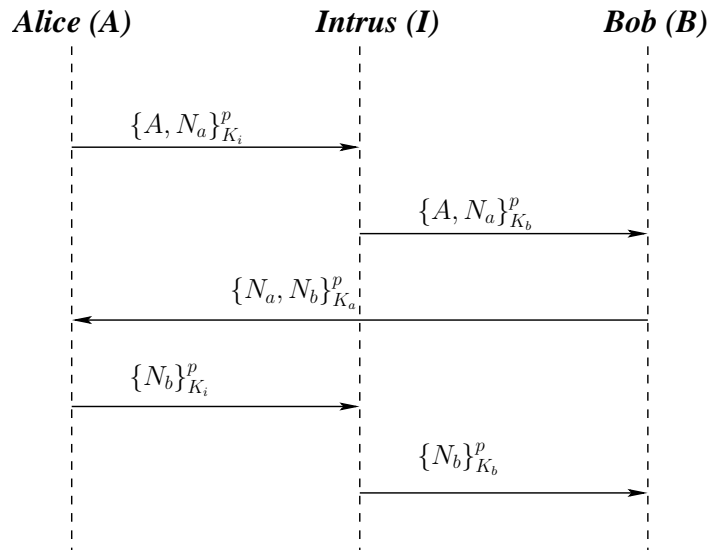 Alice (A) Intrus (I) Bob (B)
{A, N_a}^p_{K_i}
{A, N_a}^p_{K_b}
{N_a, N_b}^p_{K_a}
{N_b}^p_{K_i}
{N_b}^p_{K_b}